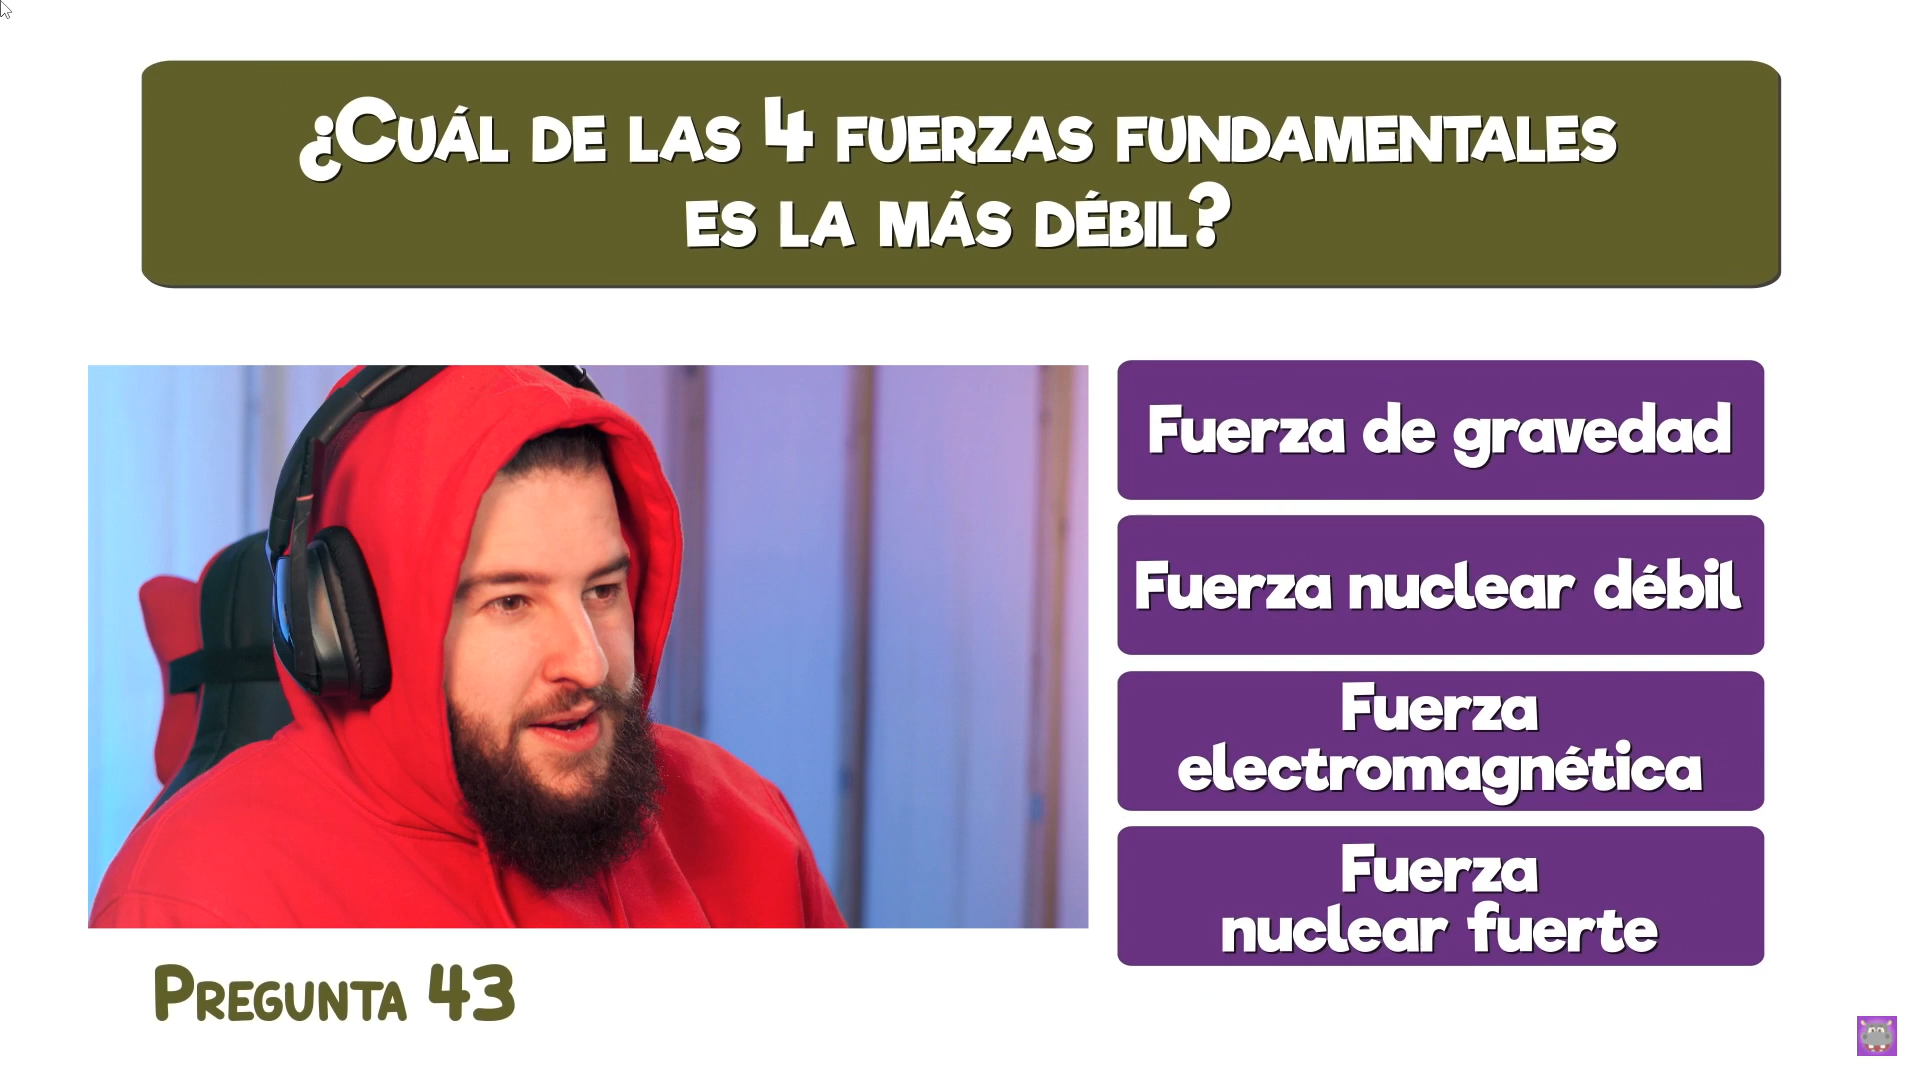 ¿Cuál de las 4 fuerzas fundamentales
es la más débil?
Fuerza de gravedad
Fuerza nuclear débil
Fuerza
electromagnética
Fuerza
nuclear fuerte
Pregunta 43